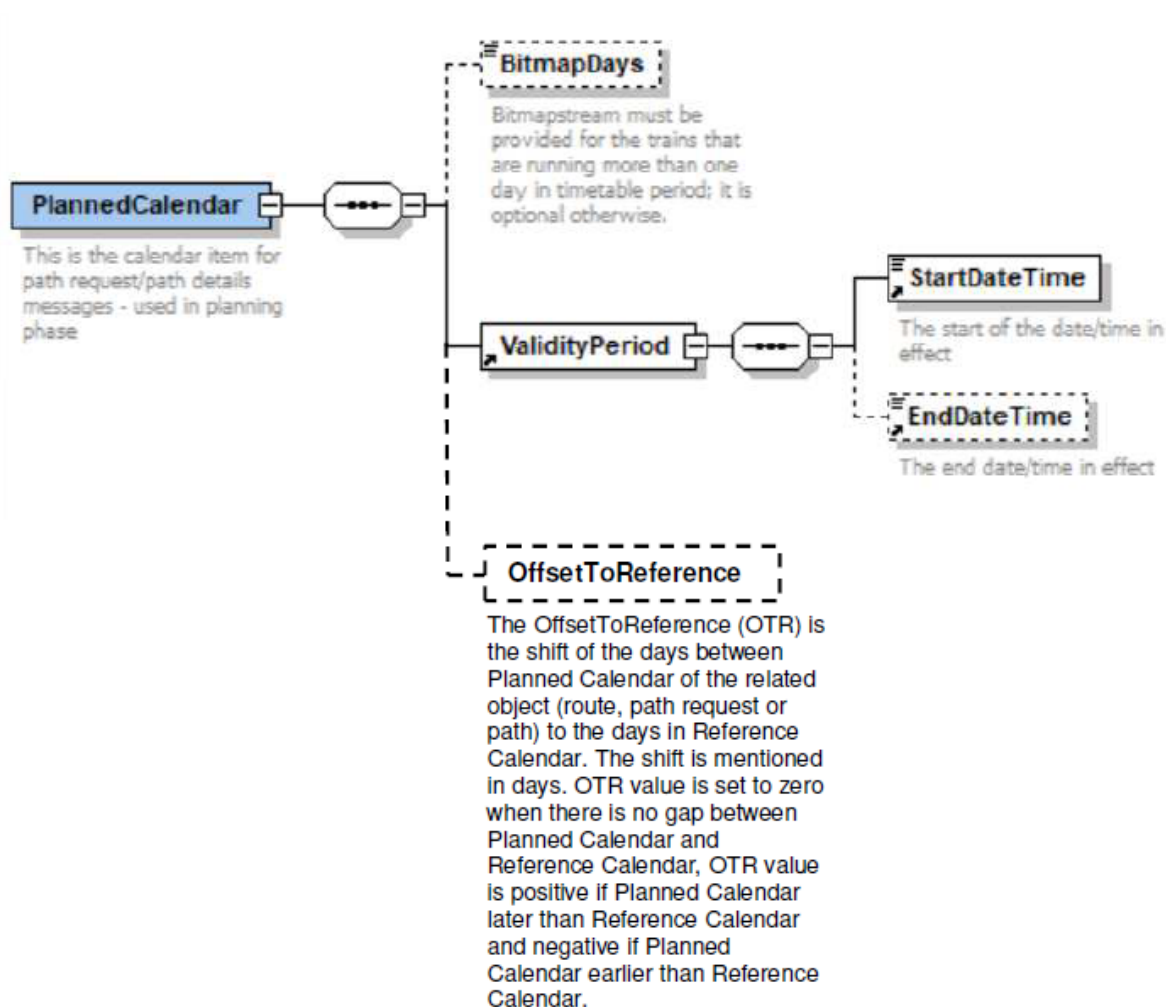 BitmapDays
Bitmapstream must be
provided for the trains that
are running more than one
day in timetable period; it is
optional otherwise.
PlannedCalendar
This is the calendar item for
path request/path details
messages - used in planning
phase
StartDateTime
The start of the date/time in
effect
ValidityPeriod
EndDateTime
The end date/time in effect
OffsetToReference
The OffsetToReference (OTR) is
the shift of the days between
Planned Calendar of the related
object (route, path request or
path) to the days in Reference
Calendar. The shift is mentioned
in days. OTR value is set to zero
when there is no gap between
Planned Calendar and
Reference Calendar, OTR value
is positive if Planned Calendar
later than Reference Calendar
and negative if Planned
Calendar earlier than Reference
Calendar.